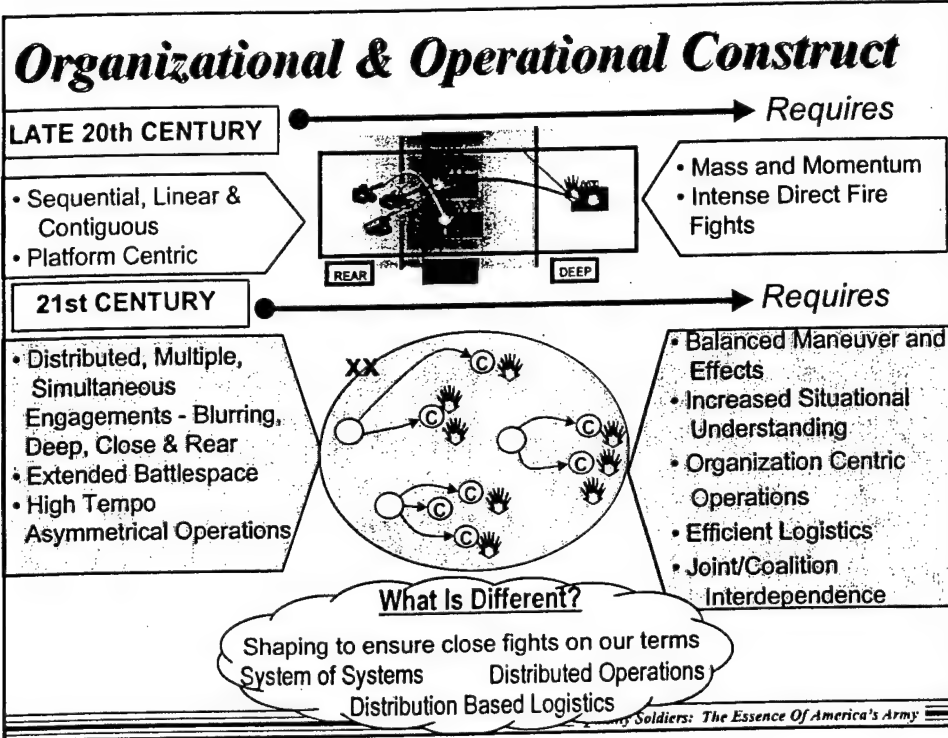 Organizational & Operational Construct
LATE 20th CENTURY
Requires
• Sequential, Linear &
Contiguous
• Platform Centric
REAR
DEEP
• Mass and Momentum
• Intense Direct Fire
Fights
21st CENTURY
Requires
• Distributed, Multiple,
Simultaneous
Engagements - Blurring,
Deep, Close & Rear
• Extended Battlespace
• High Tempo
Asymmetrical Operations
XX
C
C
C
C
C
C
C
• Balanced Maneuver and
Effects
• Increased Situational
Understanding
• Organization Centric
Operations
• Efficient Logistics
• Joint/Coalition
Interdependence
What Is Different?
Shaping to ensure close fights on our terms
System of Systems Distributed Operations
Distribution Based Logistics
Soldiers: The Essence Of America's Army